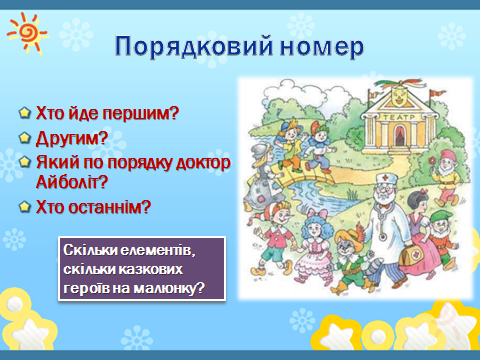 Порядковий номер
Хто йде першим?
Другим?
Який по порядку доктор
Айболіт?
Хто останнім?
ТЕАТР
Скільки елементів,
скільки казкових
героїв на малюнку?